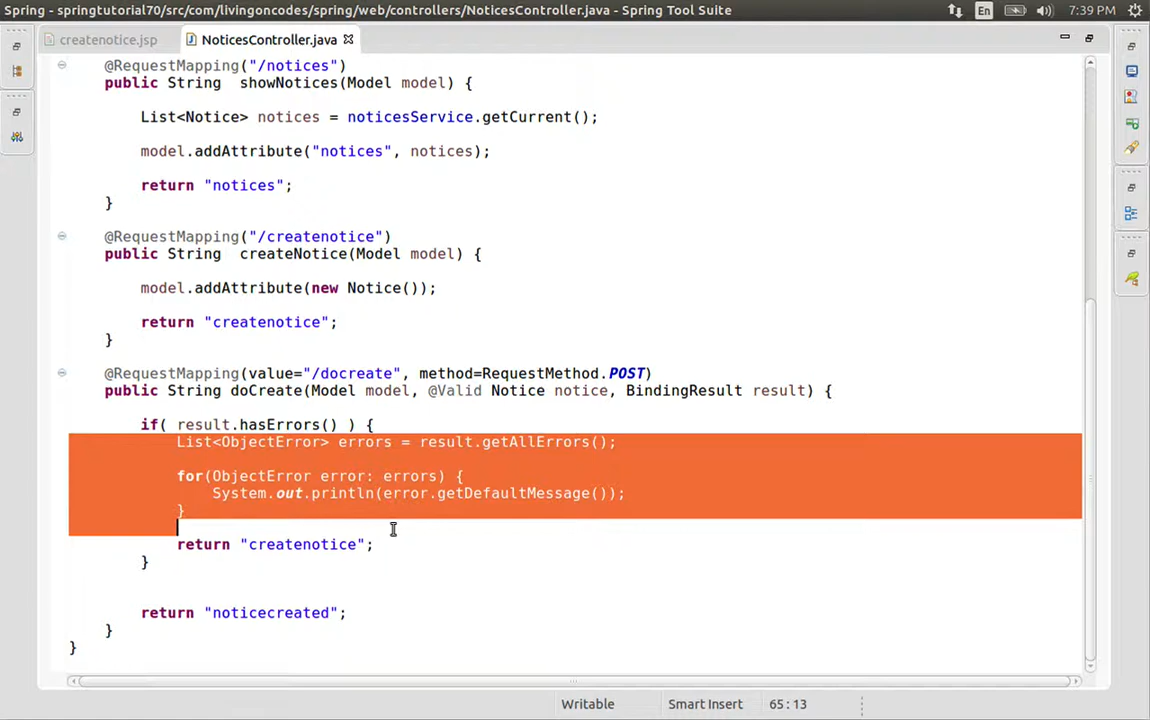 Spring - springtutorial70/src/com/livingoncodes/spring/web/controllers/NoticesController.java - Spring Tool Suite
En
7:39 PM
createnotice.jsp
NoticesController.java
@RequestMapping("/notices")
public String  showNotices(Model model) {
List<Notice> notices = noticesService.getCurrent();
model.addAttribute("notices", notices);
return "notices";
}
@RequestMapping("/createnotice")
public String  createNotice(Model model) {
model.addAttribute(new Notice());
return "createnotice";
}
@RequestMapping(value="/docreate", method=RequestMethod.POST)
public String doCreate(Model model, @Valid Notice notice, BindingResult result) {
if( result.hasErrors() ) {
List<ObjectError> errors = result.getAllErrors();
for(ObjectError error: errors) {
System.out.println(error.getDefaultMessage());
}
return "createnotice";
}
return "noticecreated";
}
}
Writable
Smart Insert
65 : 13